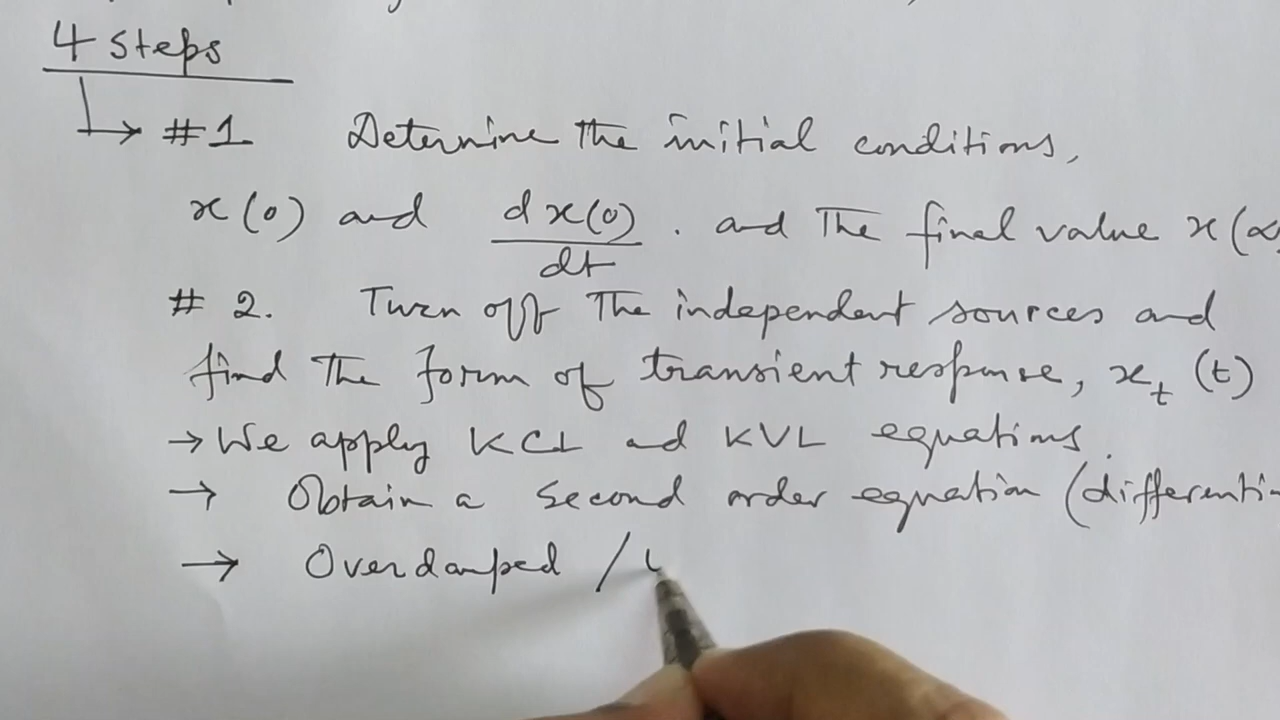 4 steps
→ #1 Determine the initial conditions,
x(0) and dx(0)/dt . and The final value x(∞
# 2. Turn off The independent sources and
find The form of transient response, x_t (t)
→ We apply KCL and KVL equations.
→ Obtain a second order equation (differenti
→ Overdamped /